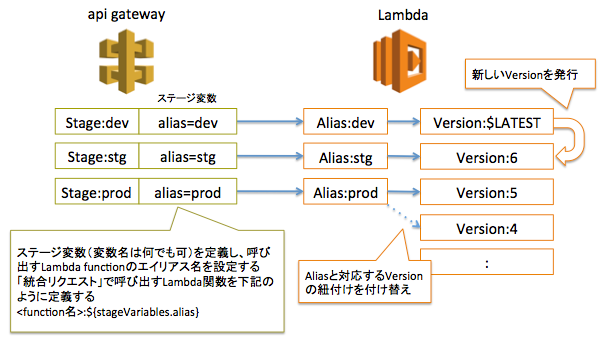 api gateway
Lambda
新しいVersionを発行
ステージ変数
Stage:dev
alias=dev
Alias:dev
Version:$LATEST
Stage:stg
alias=stg
Alias:stg
Version:6
Stage:prod
alias=prod
Alias:prod
Version:5
Version:4
:
ステージ変数（変数名は何でも可）を定義し、呼び
出すLambda functionのエイリアス名を設定する
「統合リクエスト」で呼び出すLambda関数を下記の
ように定義する
<function名>:${stageVariables.alias}
Aliasと対応するVersion
の紐付けを付け替え